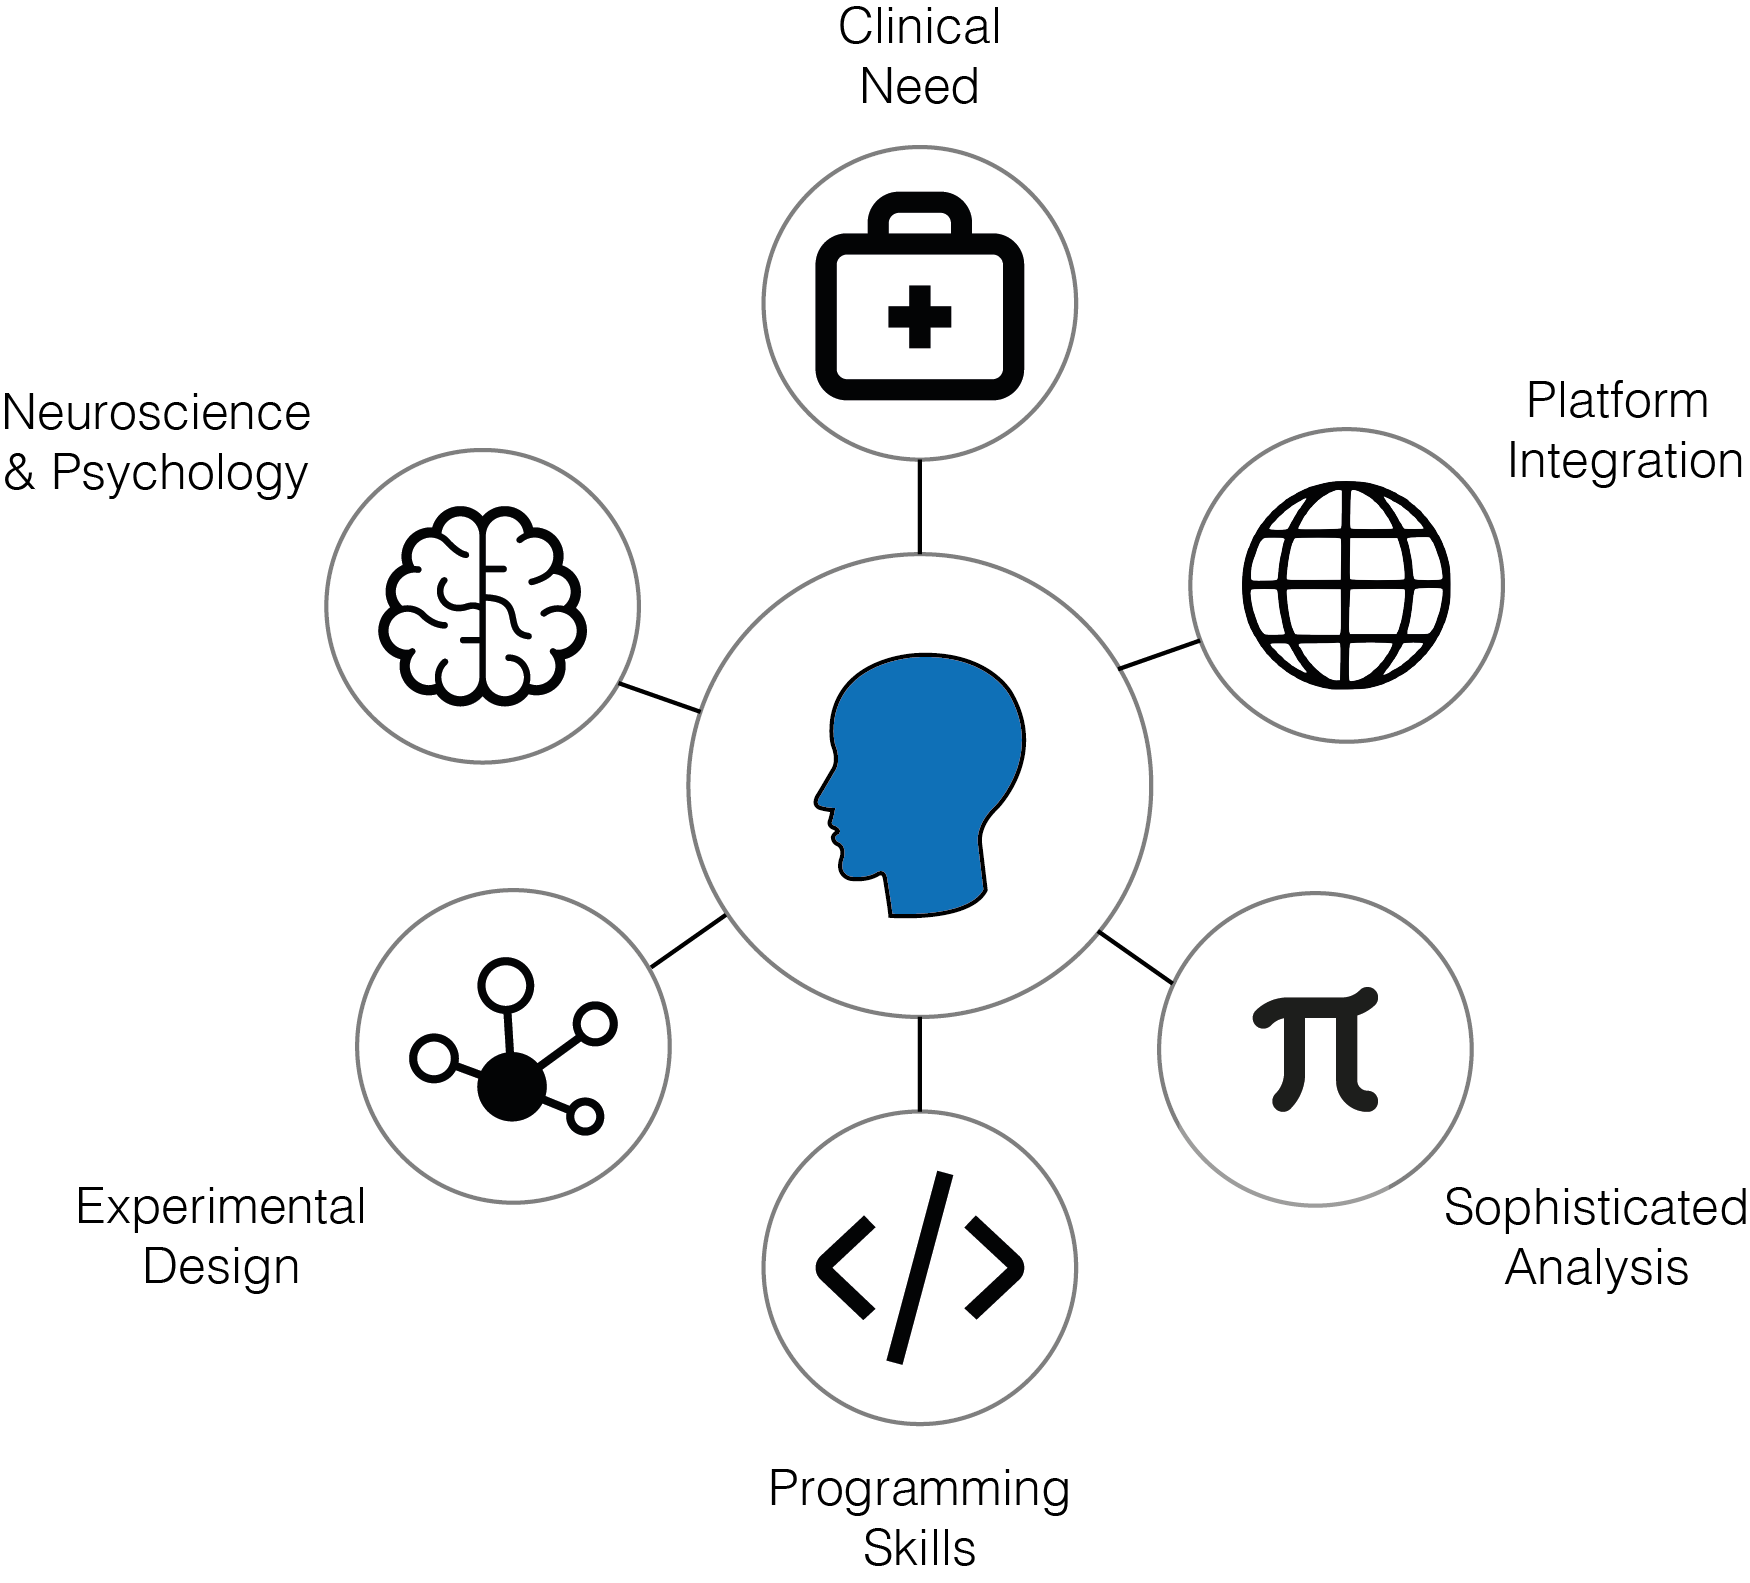 Clinical
Need
Platform
Integration
Neuroscience
& Psychology
Experimental
Design
Sophisticated
Analysis
Programming
Skills